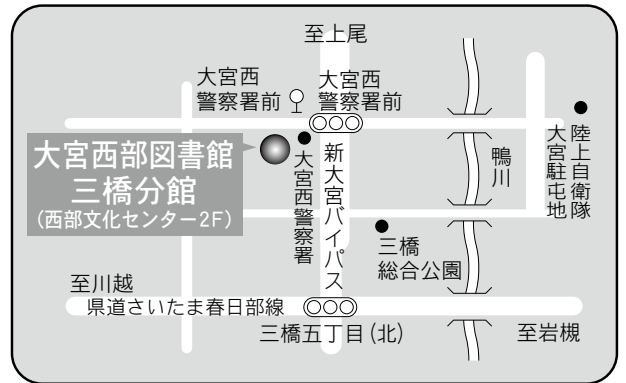 至上尾
大宮西
警察署前
大宮西
警察署前
大宮西部図書館
三橋分館
(西部文化センター2F)
大宮西警察署
新大宮バイパス
鴨川
陸上自衛隊
大宮駐屯地
三橋
総合公園
至川越
県道さいたま春日部線
三橋五丁目(北)
至岩槻